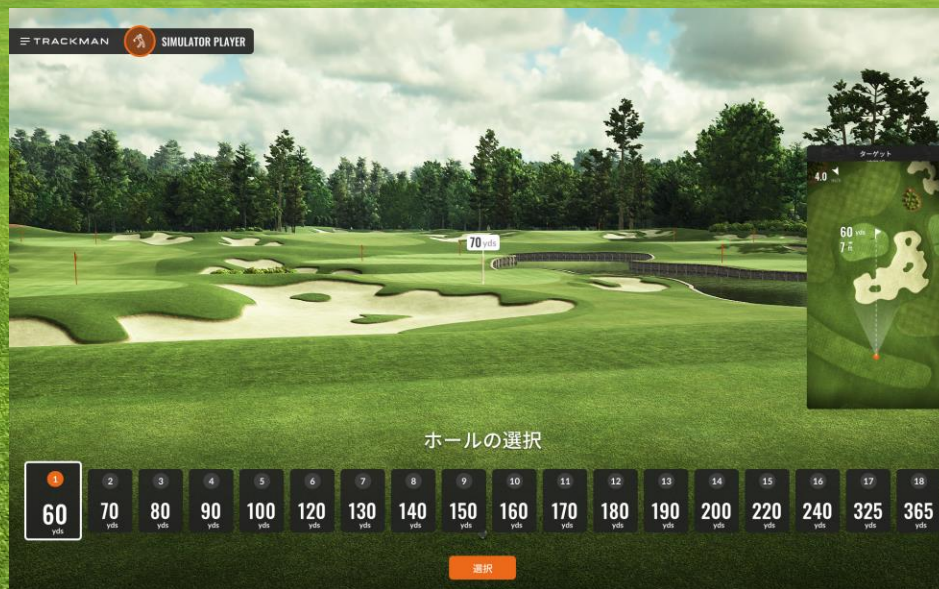 TRACKMAN
SIMULATOR PLAYER
ターゲット
4.0
60 yds
7
70 yds
ホールの選択
1 2 3 4 5 6 7 8 9 10 11 12 13 14 15 16 17 18
60 70 80 90 100 120 130 140 150 160 170 180 190 200 220 240 325 365
yds yds yds yds yds yds yds yds yds yds yds yds yds yds yds yds yds yds
選択